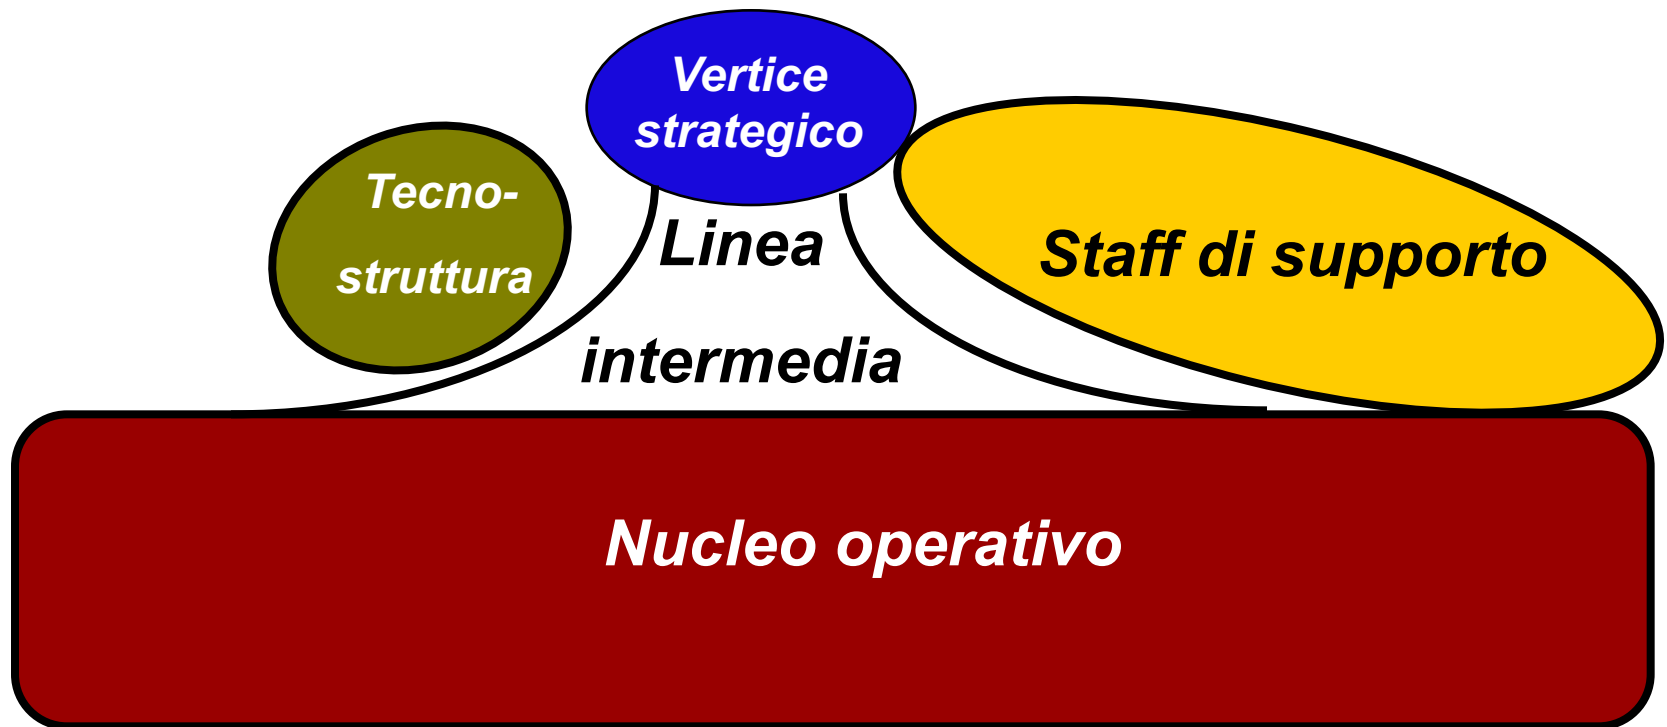 Vertice
strategico
Tecno-
struttura
Linea
intermedia
Staff di supporto
Nucleo operativo